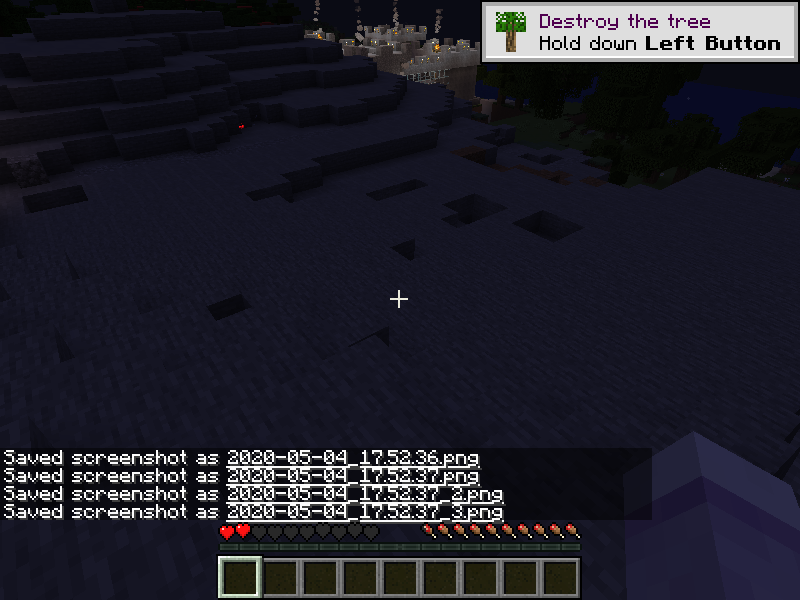 Destroy the tree
Hold down Left Button
Saved screenshot as 2020-05-04_17.52.36.png
Saved screenshot as 2020-05-04_17.52.37.png
Saved screenshot as 2020-05-04_17.52.37_2.png
Saved screenshot as 2020-05-04_17.52.37_3.png